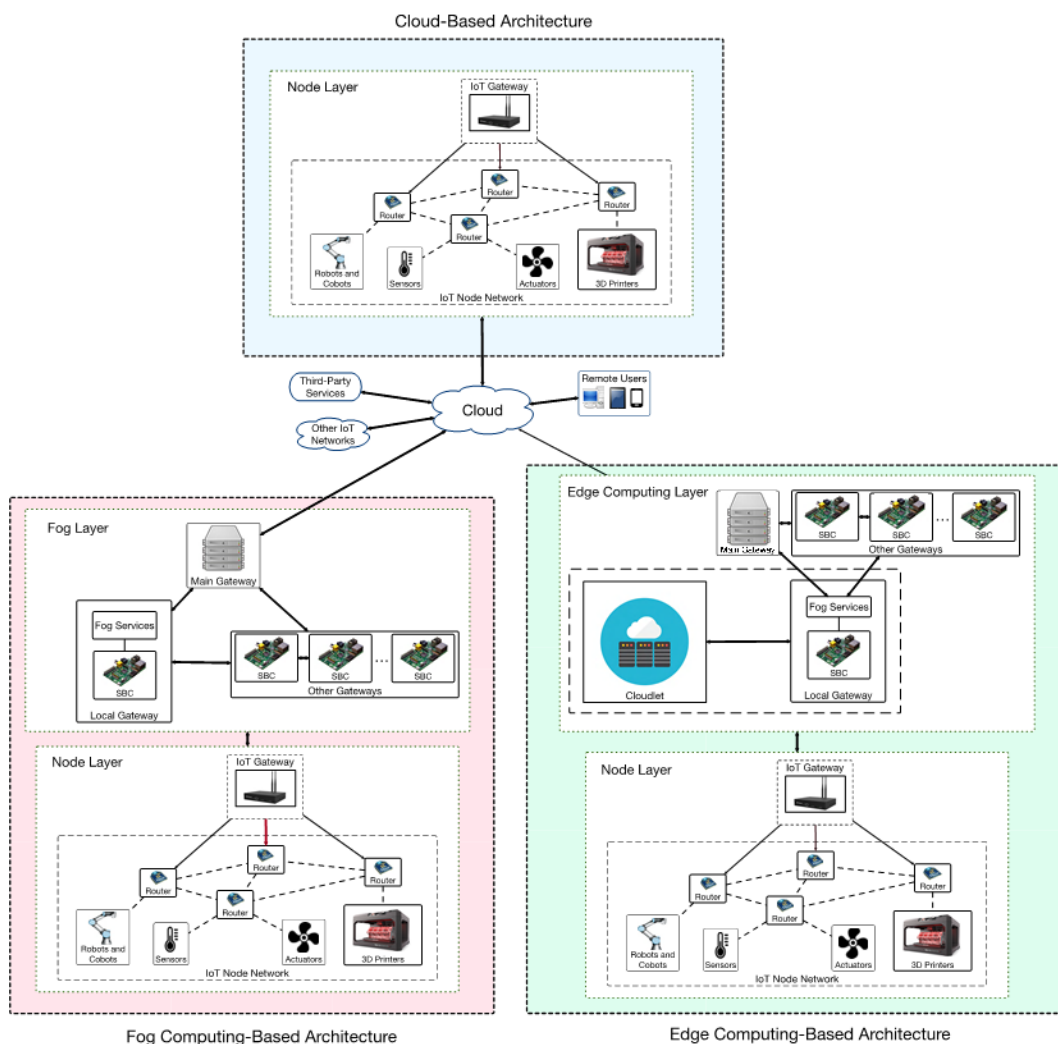 Cloud-Based Architecture
Node Layer
IoT Gateway
Router
Router
Router
Router
Robots and
Cobots
Sensors
Actuators
3D Printers
IoT Node Network
Third-Party
Services
Remote Users
Cloud
Other IoT
Networks
Fog Layer
Main Gateway
Fog Services
SBC
Local Gateway
SBC
SBC
...
SBC
Other Gateways
Node Layer
IoT Gateway
Router
Router
Router
Router
Robots and
Cobots
Sensors
Actuators
3D Printers
IoT Node Network
Fog Computing-Based Architecture
Edge Computing Layer
Main Gateway
SBC
SBC
...
SBC
Other Gateways
Cloudlet
Fog Services
SBC
Local Gateway
Node Layer
IoT Gateway
Router
Router
Router
Router
Robots and
Cobots
Sensors
Actuators
3D Printers
IoT Node Network
Edge Computing-Based Architecture